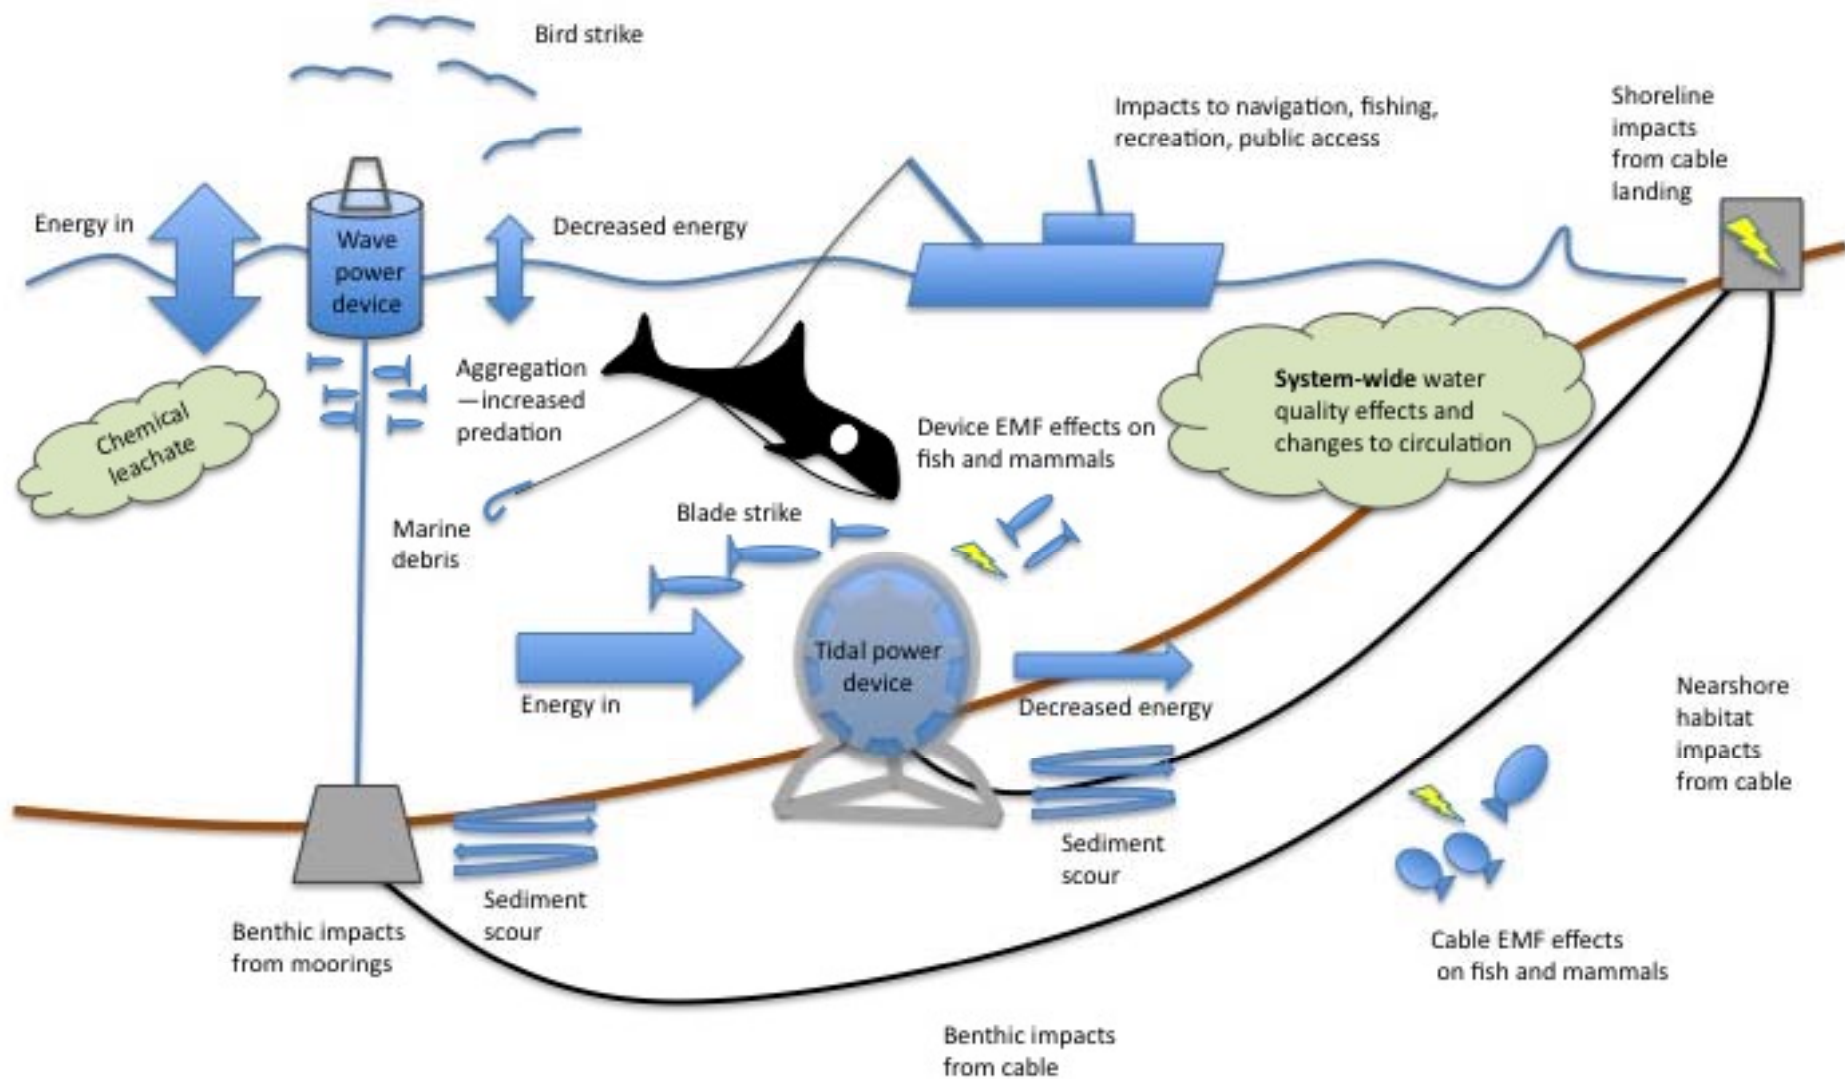 Bird strike
Impacts to navigation, fishing,
recreation, public access
Shoreline
impacts
from cable
landing
Energy in
Wave
power
device
Decreased energy
Chemical
leachate
Aggregation
—increased
predation
Marine
debris
Device EMF effects on
fish and mammals
System-wide water
quality effects and
changes to circulation
Blade strike
Energy in
Tidal power
device
Decreased energy
Nearshore
habitat
impacts
from cable
Sediment
scour
Sediment
scour
Benthic impacts
from moorings
Cable EMF effects
on fish and mammals
Benthic impacts
from cable